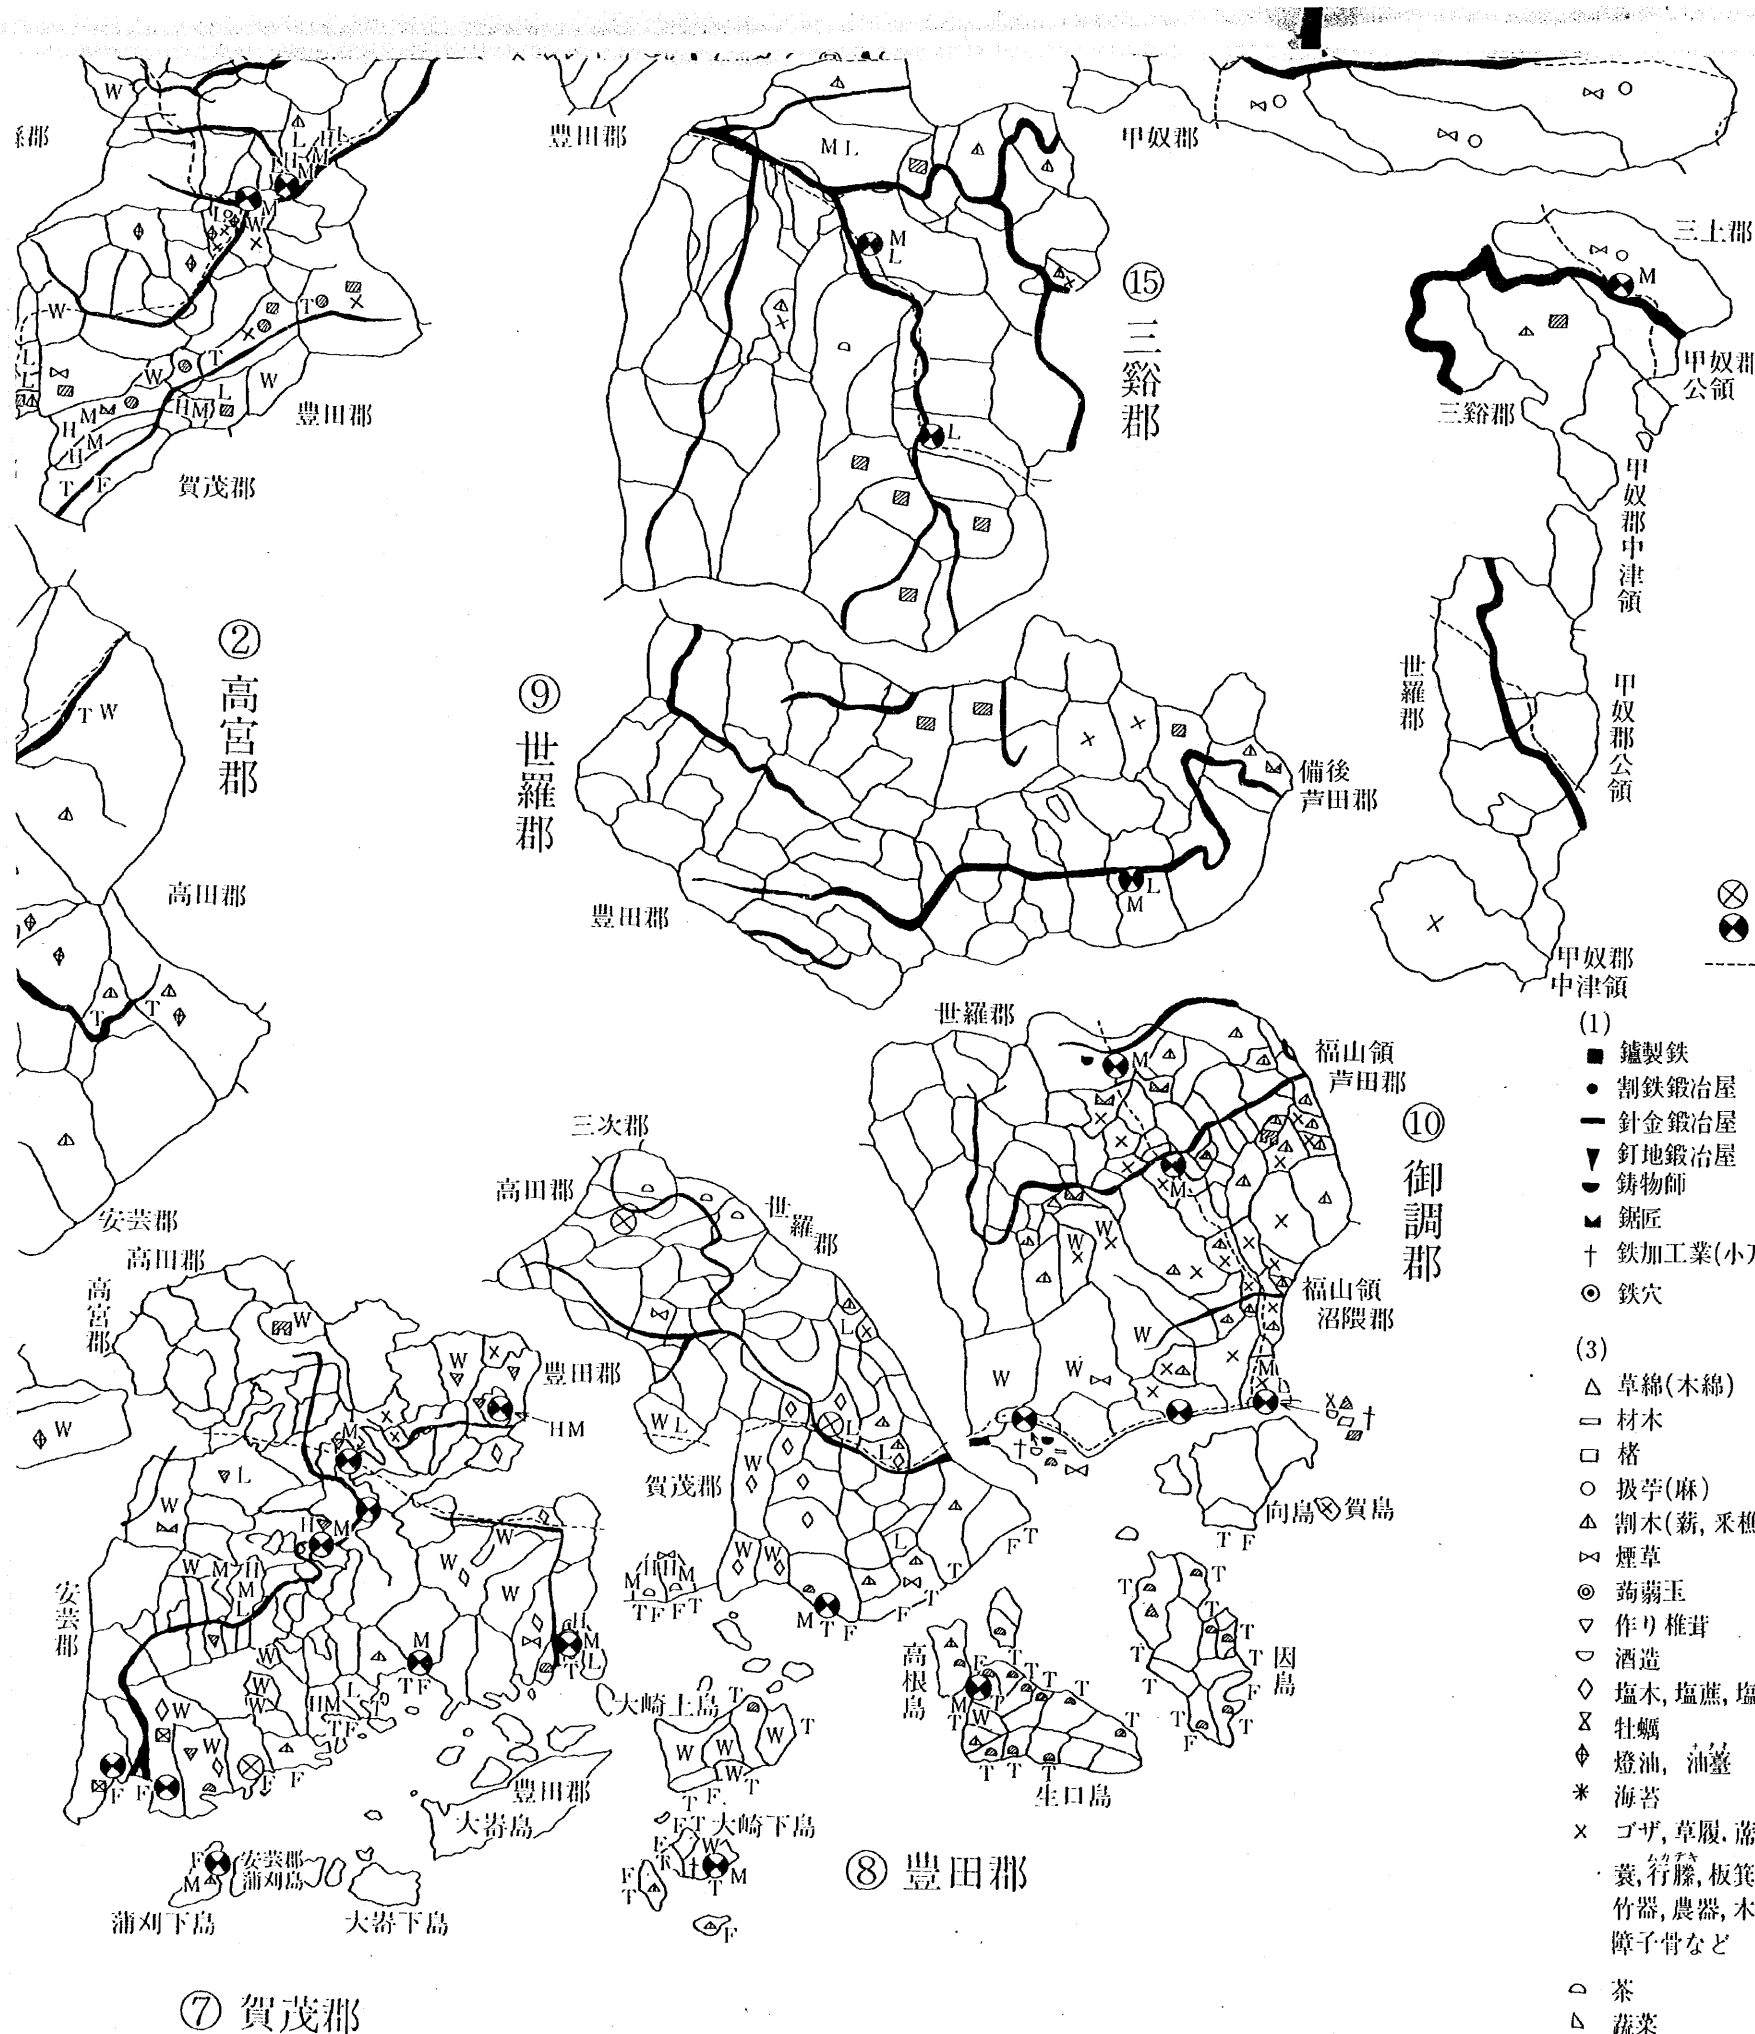 豊田郡
甲奴郡
三上郡
⑮ 三谿郡
甲奴郡
公領
三谿郡
豊田郡
賀茂郡
甲奴郡中津領
② 高宮郡
⑨ 世羅郡
世羅郡
甲奴郡公領
備後
芦田郡
高田郡
豊田郡
甲奴郡
中津領
世羅郡
福山領
芦田郡
⑩ 御調郡
三次郡
高田郡
世羅郡
安芸郡
高田郡
高宮郡
福山領
沼隈郡
豊田郡
賀茂郡
向島
賀島
安芸郡
高根島
因島
大崎上島
生口島
豊田郡
大崎下島
安芸郡
蒲刈島
蒲刈下島
⑧ 豊田郡
⑦ 賀茂郡
(1)
鑪製鉄
割鉄鍛冶屋
針金鍛冶屋
釘地鍛冶屋
鋳物師
鋸匠
鉄加工業(小刀
鉄穴
(3)
草綿(木綿)
材木
楮
扱苧(麻)
割木(薪,
煙草
蒟蒻玉
作り椎茸
酒造
塩木, 塩蔗, 塩
牡蠣
燈油, 油
海苔
ゴザ, 草履, 蓆
蓑, 行縢, 板箕
竹器, 農器, 木
障子骨など
茶
蔬菜